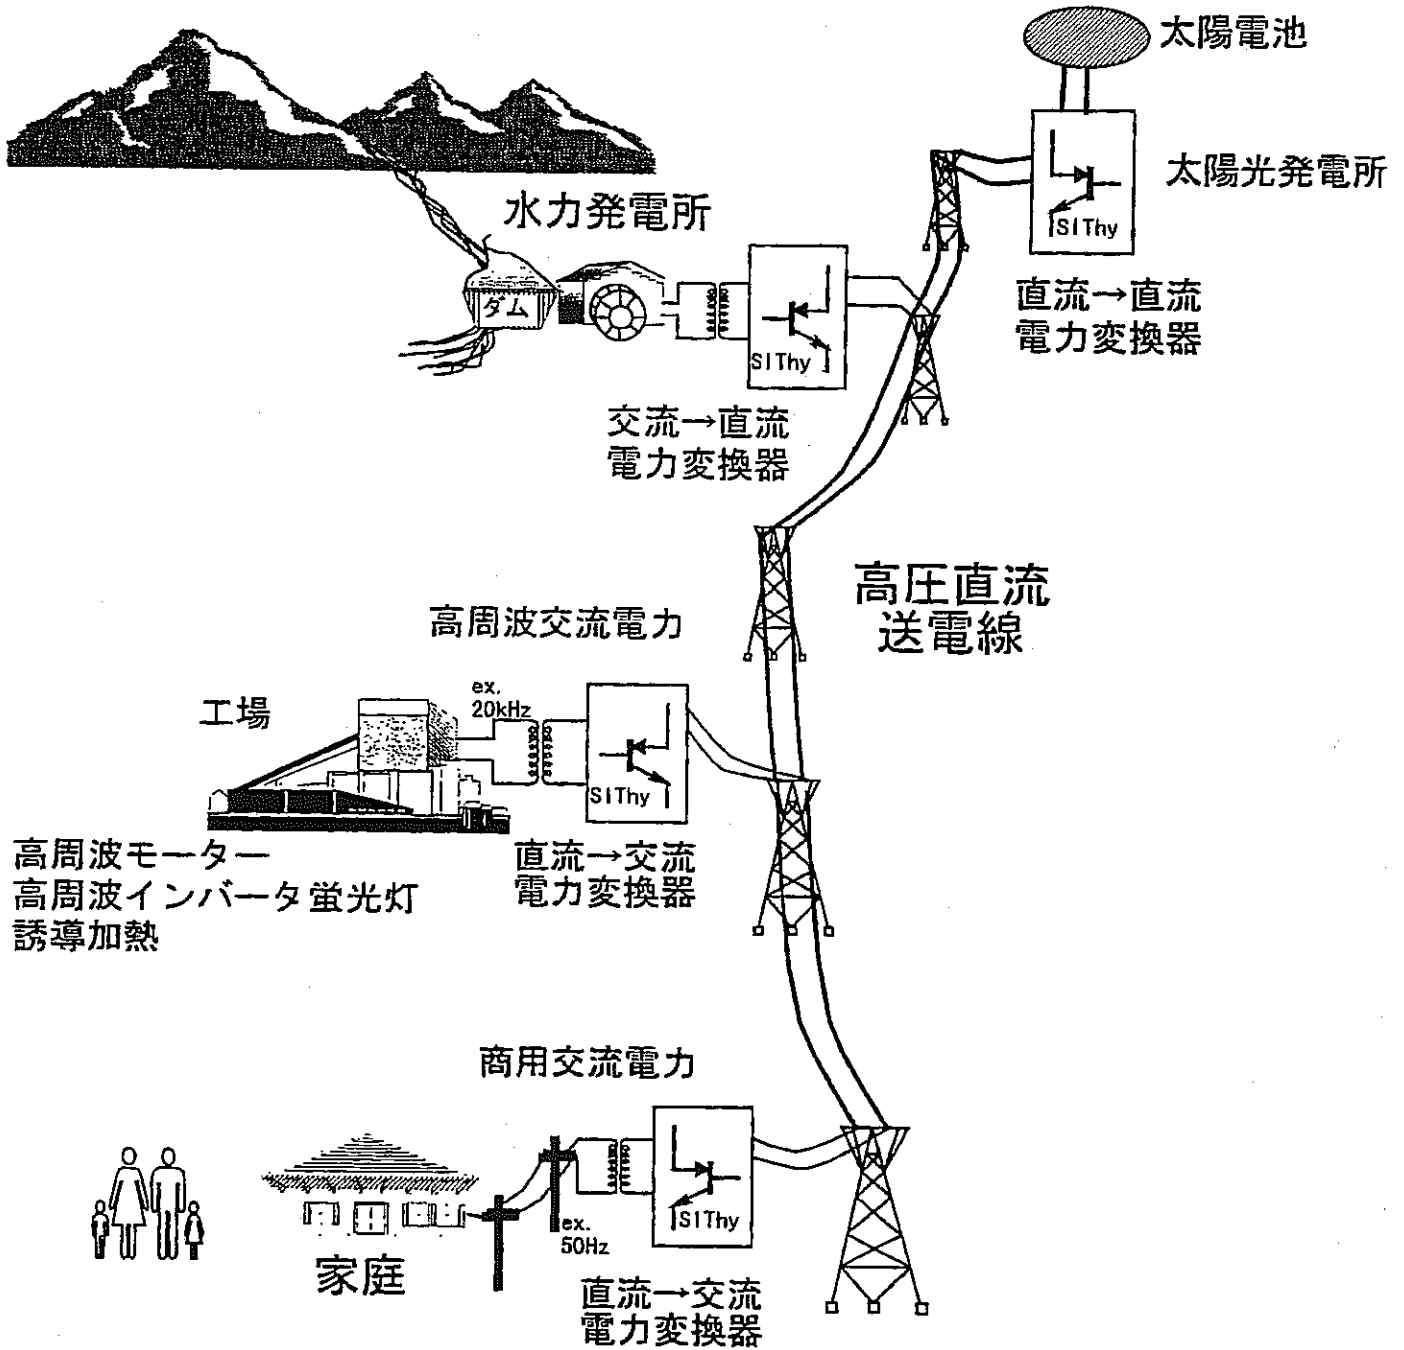 太陽電池
太陽光発電所
SIThy
直流→直流
電力変換器
水力発電所
ダム
SIThy
交流→直流
電力変換器
高圧直流
送電線
高周波交流電力
工場
ex.
20kHz
SIThy
高周波モーター
高周波インバータ蛍光灯
誘導加熱
直流→交流
電力変換器
商用交流電力
SIThy
ex.
50Hz
家庭
直流→交流
電力変換器